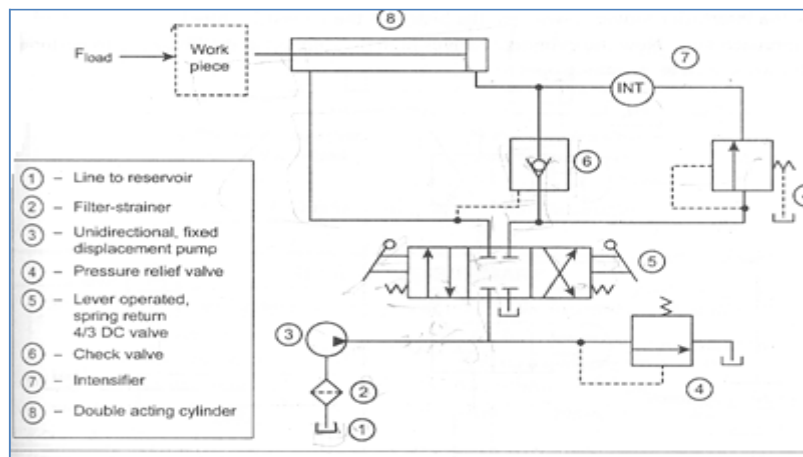 8
F load
Work
piece
7
INT
6
1 – Line to reservoir
2 – Filter-strainer
3 – Unidirectional, fixed
displacement pump
4 – Pressure relief valve
5 – Lever operated,
spring return
4/3 DC valve
6 – Check valve
7 – Intensifier
8 – Double acting cylinder
5
3
2
1
4